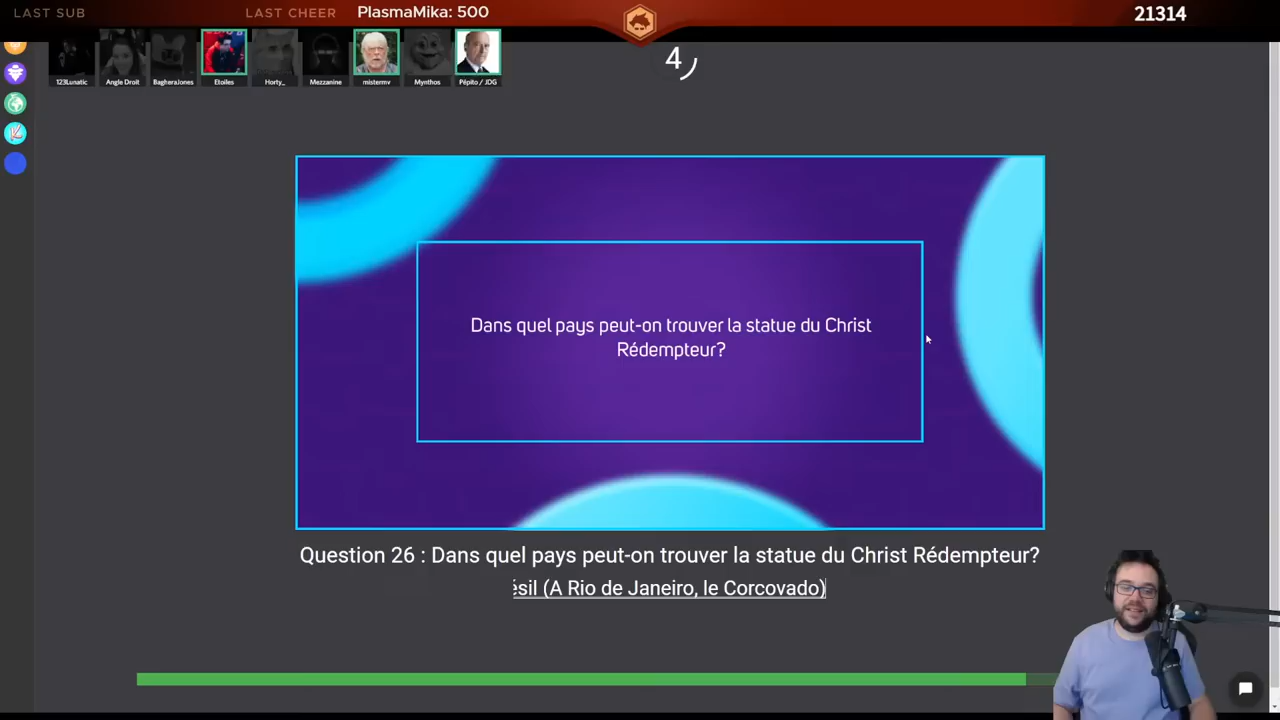 LAST SUB
LAST CHEER
PlasmaMika: 500
21314
123Lunatic
Angle Droit
BagheraJones
Etoiles
Horty_
Mezzanine
mistermv
Mynthos
Pépito / JDG
4
Dans quel pays peut-on trouver la statue du Christ
Rédempteur?
Question 26 : Dans quel pays peut-on trouver la statue du Christ Rédempteur?
ésil (A Rio de Janeiro, le Corcovado)